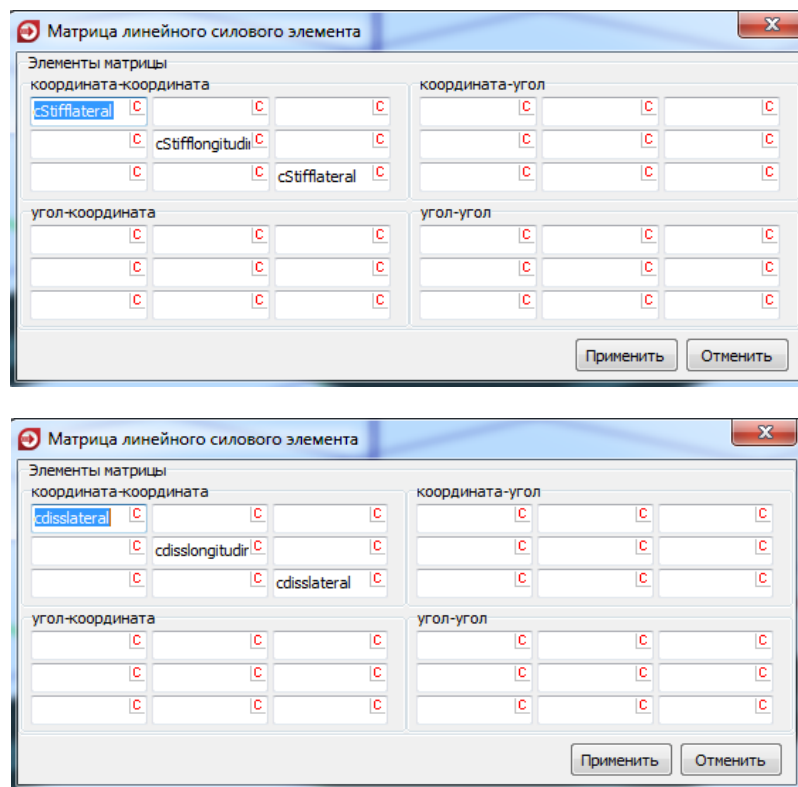 Матрица линейного силового элемента
Элементы матрицы
координата-координата координата-угол
cStifflateral C C C C C C
C cStifflongitudi C C C C C
C C cStifflateral C C C C
угол-координата угол-угол
C C C C C C
C C C C C C
C C C C C C
Применить Отменить
Матрица линейного силового элемента
Элементы матрицы
координата-координата координата-угол
cdisslateral C C C C C C
C cdisslongitudir C C C C C
C C cdisslateral C C C C
угол-координата угол-угол
C C C C C C
C C C C C C
C C C C C C
Применить Отменить